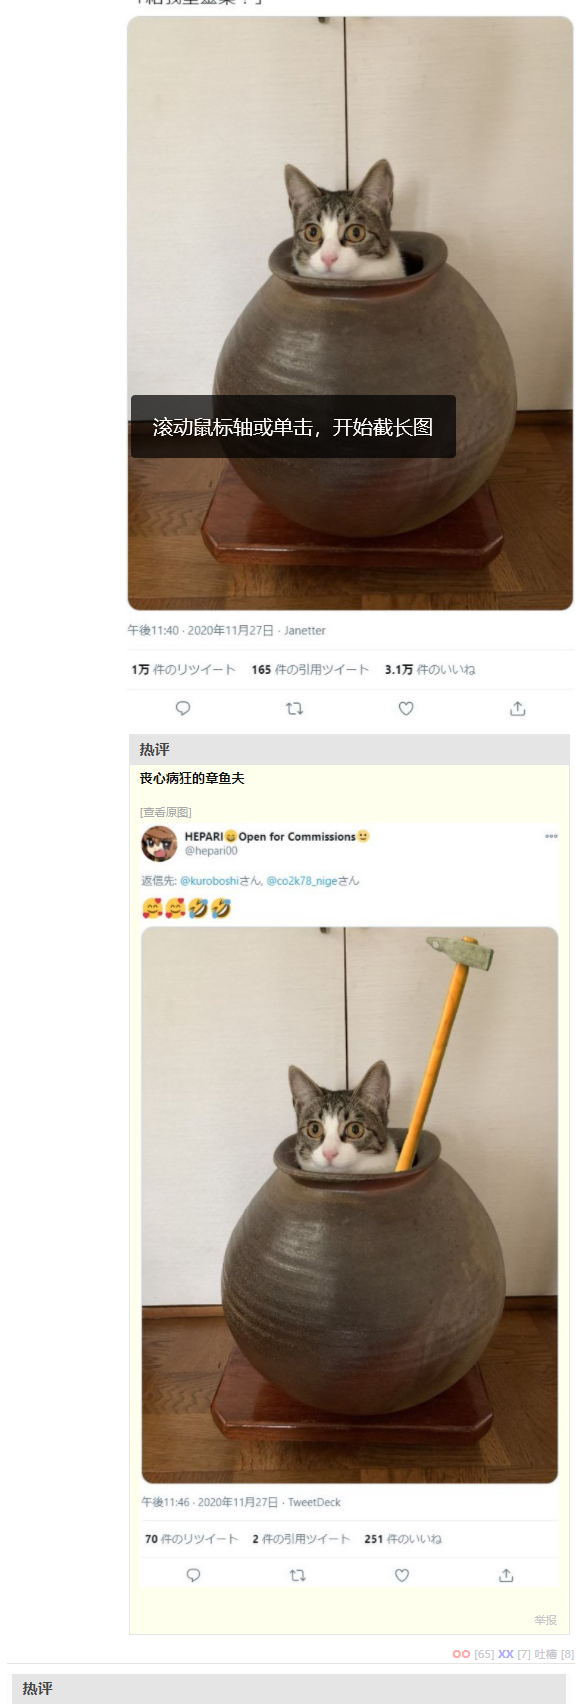 滚动鼠标轴或单击，开始截长图
午後11:40 · 2020年11月27日 · Janetter
1万 件のリツイート 165 件の引用ツイート 3.1万 件のいいね
热评
丧心病狂的章鱼夫
[查看原图]
HEPARI😄Open for Commissions🙂
@hepari00
返信先: @kuroboshiさん, @co2k78_nigeさん
🥰🥰🤣🤣
午後11:46 · 2020年11月27日 · TweetDeck
70 件のリツイート 2 件の引用ツイート 251 件のいいね
举报
OO [65] XX [7] 吐槽 [8]
热评